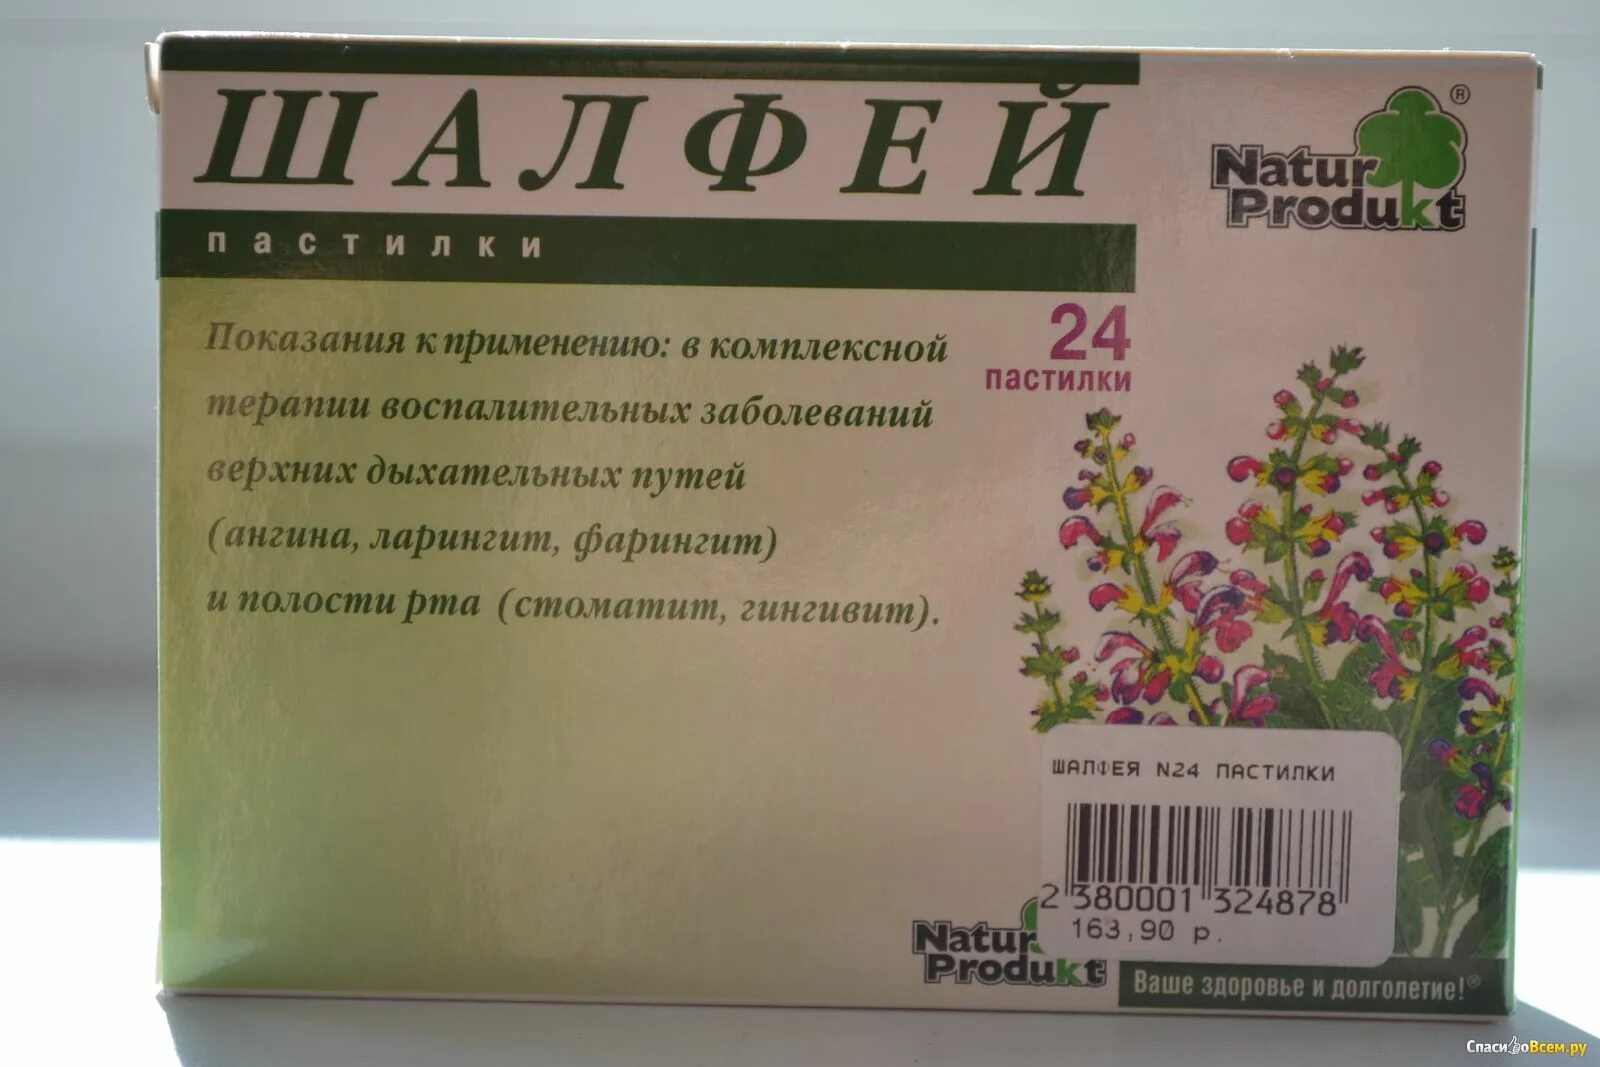 ШАЛФЕЙ
пастилки
Natur
Produkt
®
24
пастилки
Показания к применению: в комплексной
терапии воспалительных заболеваний
верхних дыхательных путей
(ангина, ларингит, фарингит)
и полости рта (стоматит, гингивит).
ШАЛФЕЯ N24 ПАСТИЛКИ
2 380001 324878
163,90 р.
Natur
Produkt
Ваше здоровье и долголетие!®
СпасибоВсем.ру